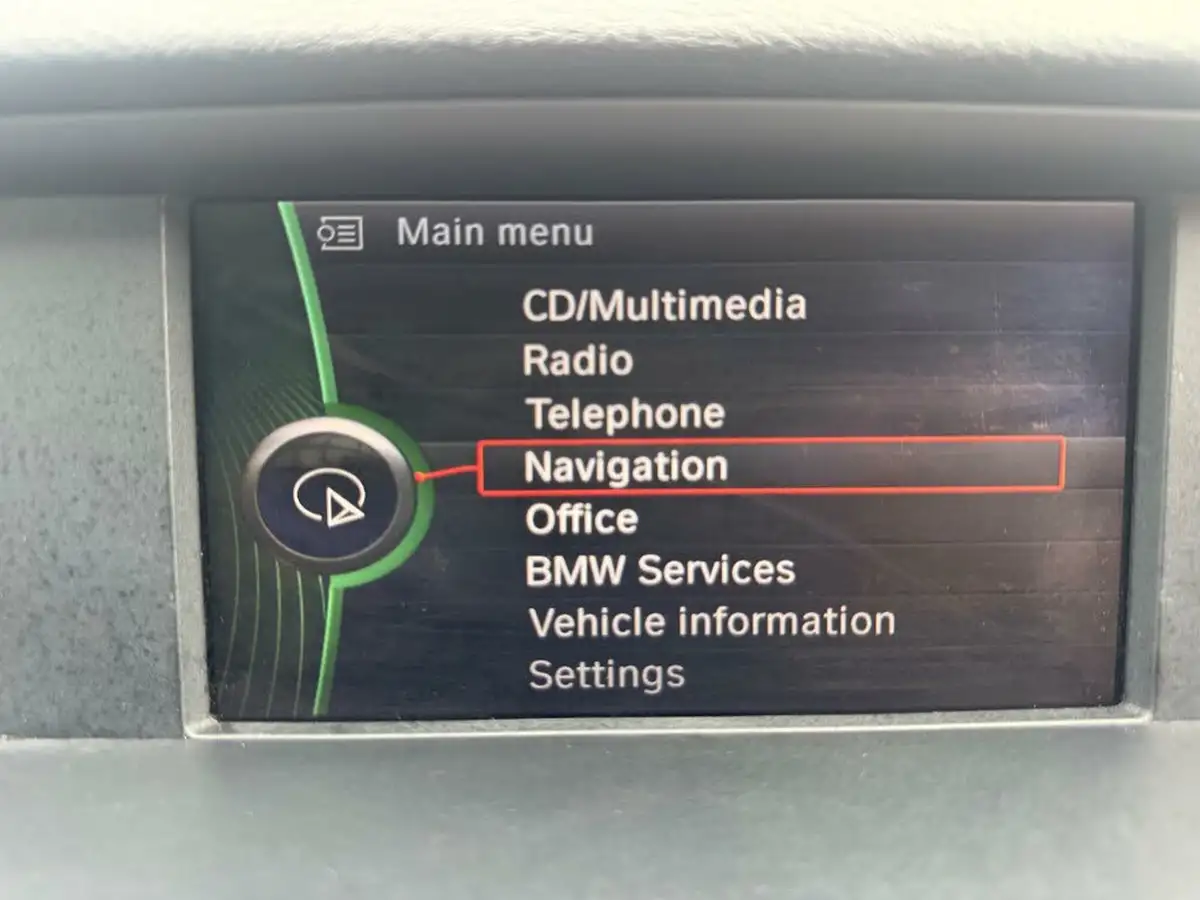 Main menu
CD/Multimedia
Radio
Telephone
Navigation
Office
BMW Services
Vehicle information
Settings